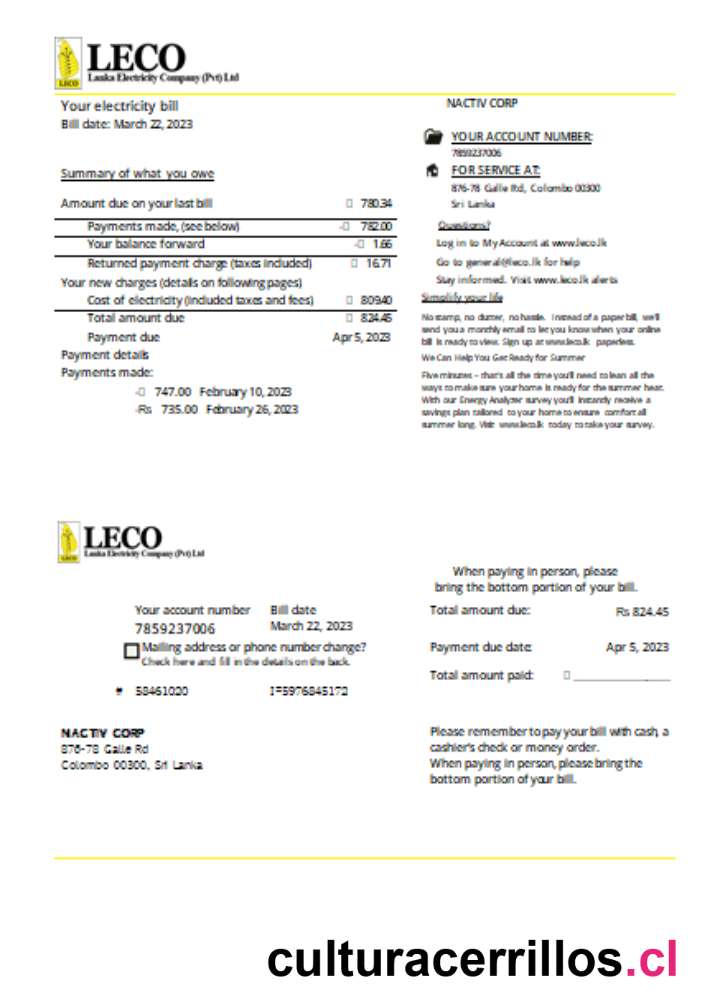 LECO
Lanka Electricity Company (Pvt) Ltd
LECO
Your electricity bill
Bill date: March 22, 2023
Summary of what you owe
Amount due on your last bill 780.34
Payments made, (see below) - 782.00
Your balance forward - 1.66
Returned payment charge (taxes included) 16.71
Your new charges (details on following pages)
Cost of electricity (included taxes and fees) 809.40
Total amount due 824.45
Payment due Apr 5, 2023
Payment details
Payments made:
- 747.00 February 10, 2023
-Rs 735.00 February 26, 2023
NACTIV CORP
YOUR ACCOUNT NUMBER:
7859237006
FOR SERVICE AT:
876-78 Galle Rd, Colombo 00300
Sri Lanka
Questions?
Log in to My Account at www.leco.lk
Go to general@leco.lk for help
Stay informed. Visit www.leco.lk alerts
Simplify your life
No stamp, no clutter, no hassle. Instead of a paper bill, we'll
send you a monthly email to let you know when your online
bill is ready to view. Sign up at www.leco.lk paperless.
We Can Help You Get Ready for Summer
Five minutes – that's all the time you'll need to lean all the
ways to make sure your home is ready for the summer heat.
With our Energy Analyzer survey you'll instantly receive a
savings plan tailored to your home to ensure comfort all
summer long. Visit www.leco.lk today to take your survey.
LECO
Lanka Electricity Company (Pvt) Ltd
LECO
When paying in person, please
bring the bottom portion of your bill.
Your account number Bill date
7859237006 March 22, 2023
Mailing address or phone number change?
Check here and fill in the details on the back.
# 58461020 1=5976845172
Total amount due: Rs 824.45
Payment due date: Apr 5, 2023
Total amount paid: ____
NACTIV CORP
876-78 Galle Rd
Colombo 00300, Sri Lanka
Please remember to pay your bill with cash, a
cashier's check or money order.
When paying in person, please bring the
bottom portion of your bill.
culturacerrillos.cl